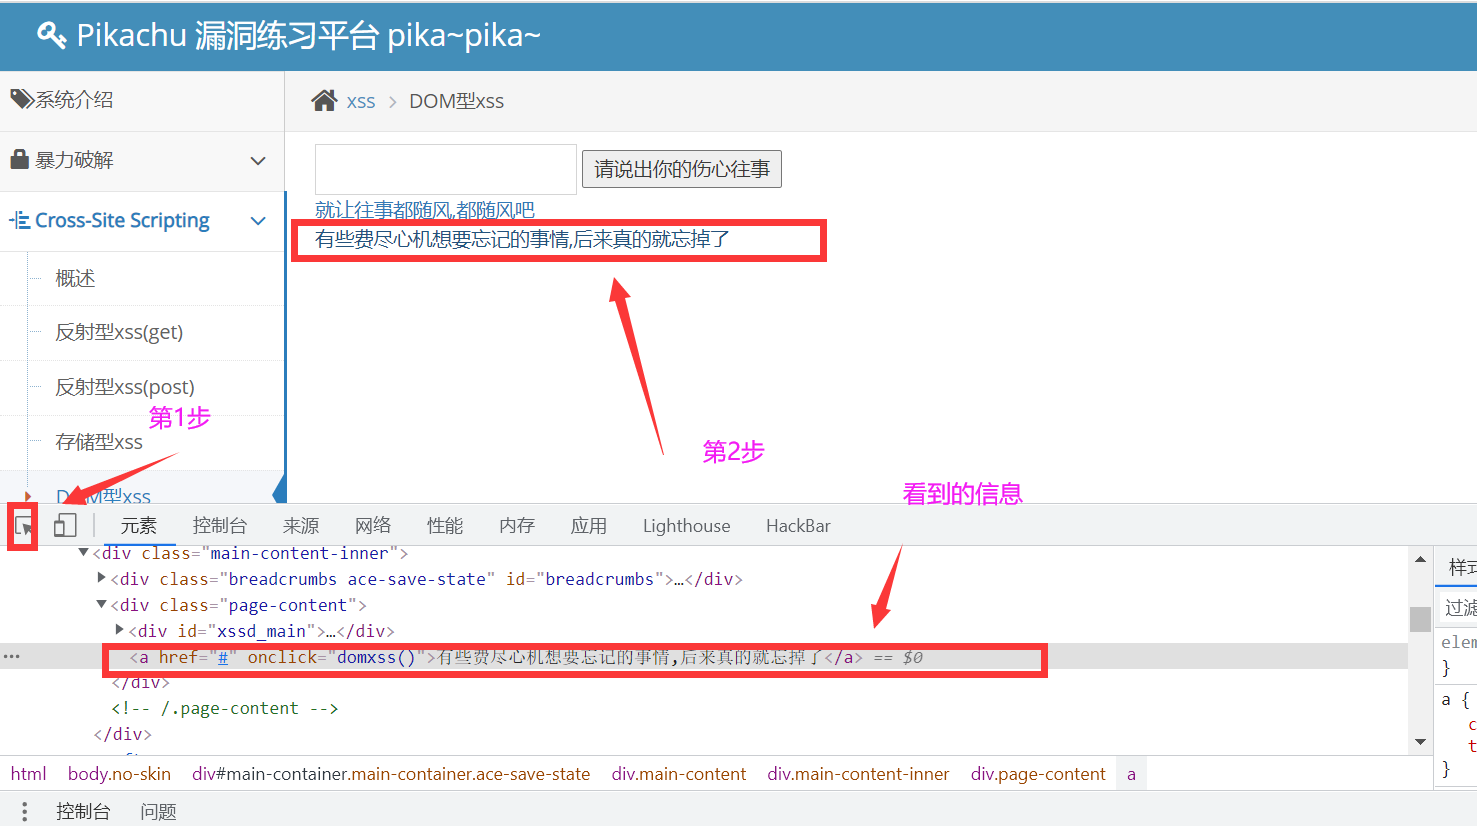 Pikachu 漏洞练习平台 pika~pika~
系统介绍
xss > DOM型xss
暴力破解
请说出你的伤心往事
就让往事都随风,都随风吧
Cross-Site Scripting
有些费尽心机想要忘记的事情,后来真的就忘掉了
概述
反射型xss(get)
反射型xss(post)
第1步
存储型xss
第2步
DOM型xss
看到的信息
元素 控制台 来源 网络 性能 内存 应用 Lighthouse HackBar
<div class="main-content-inner">
<div class="breadcrumbs ace-save-state" id="breadcrumbs">…</div>
<div class="page-content">
<div id="xssd_main">…</div>
<a href="#" onclick="domxss()">有些费尽心机想要忘记的事情,后来真的就忘掉了</a> == $0
</div>
<!-- /.page-content -->
</div>
样式
过滤
elem
}
a {
c
t
}
html body.no-skin div#main-container.main-container.ace-save-state div.main-content div.main-content-inner div.page-content a
控制台 问题